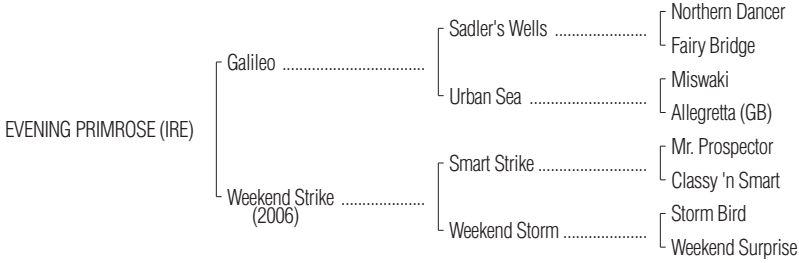 Northern Dancer
Sadler's Wells ......................
Fairy Bridge
Galileo ..................................
Miswaki
Urban Sea ............................
Allegretta (GB)
EVENING PRIMROSE (IRE)
Mr. Prospector
Smart Strike ..........................
Classy 'n Smart
Weekend Strike ....................
(2006)
Storm Bird
Weekend Storm ....................
Weekend Surprise